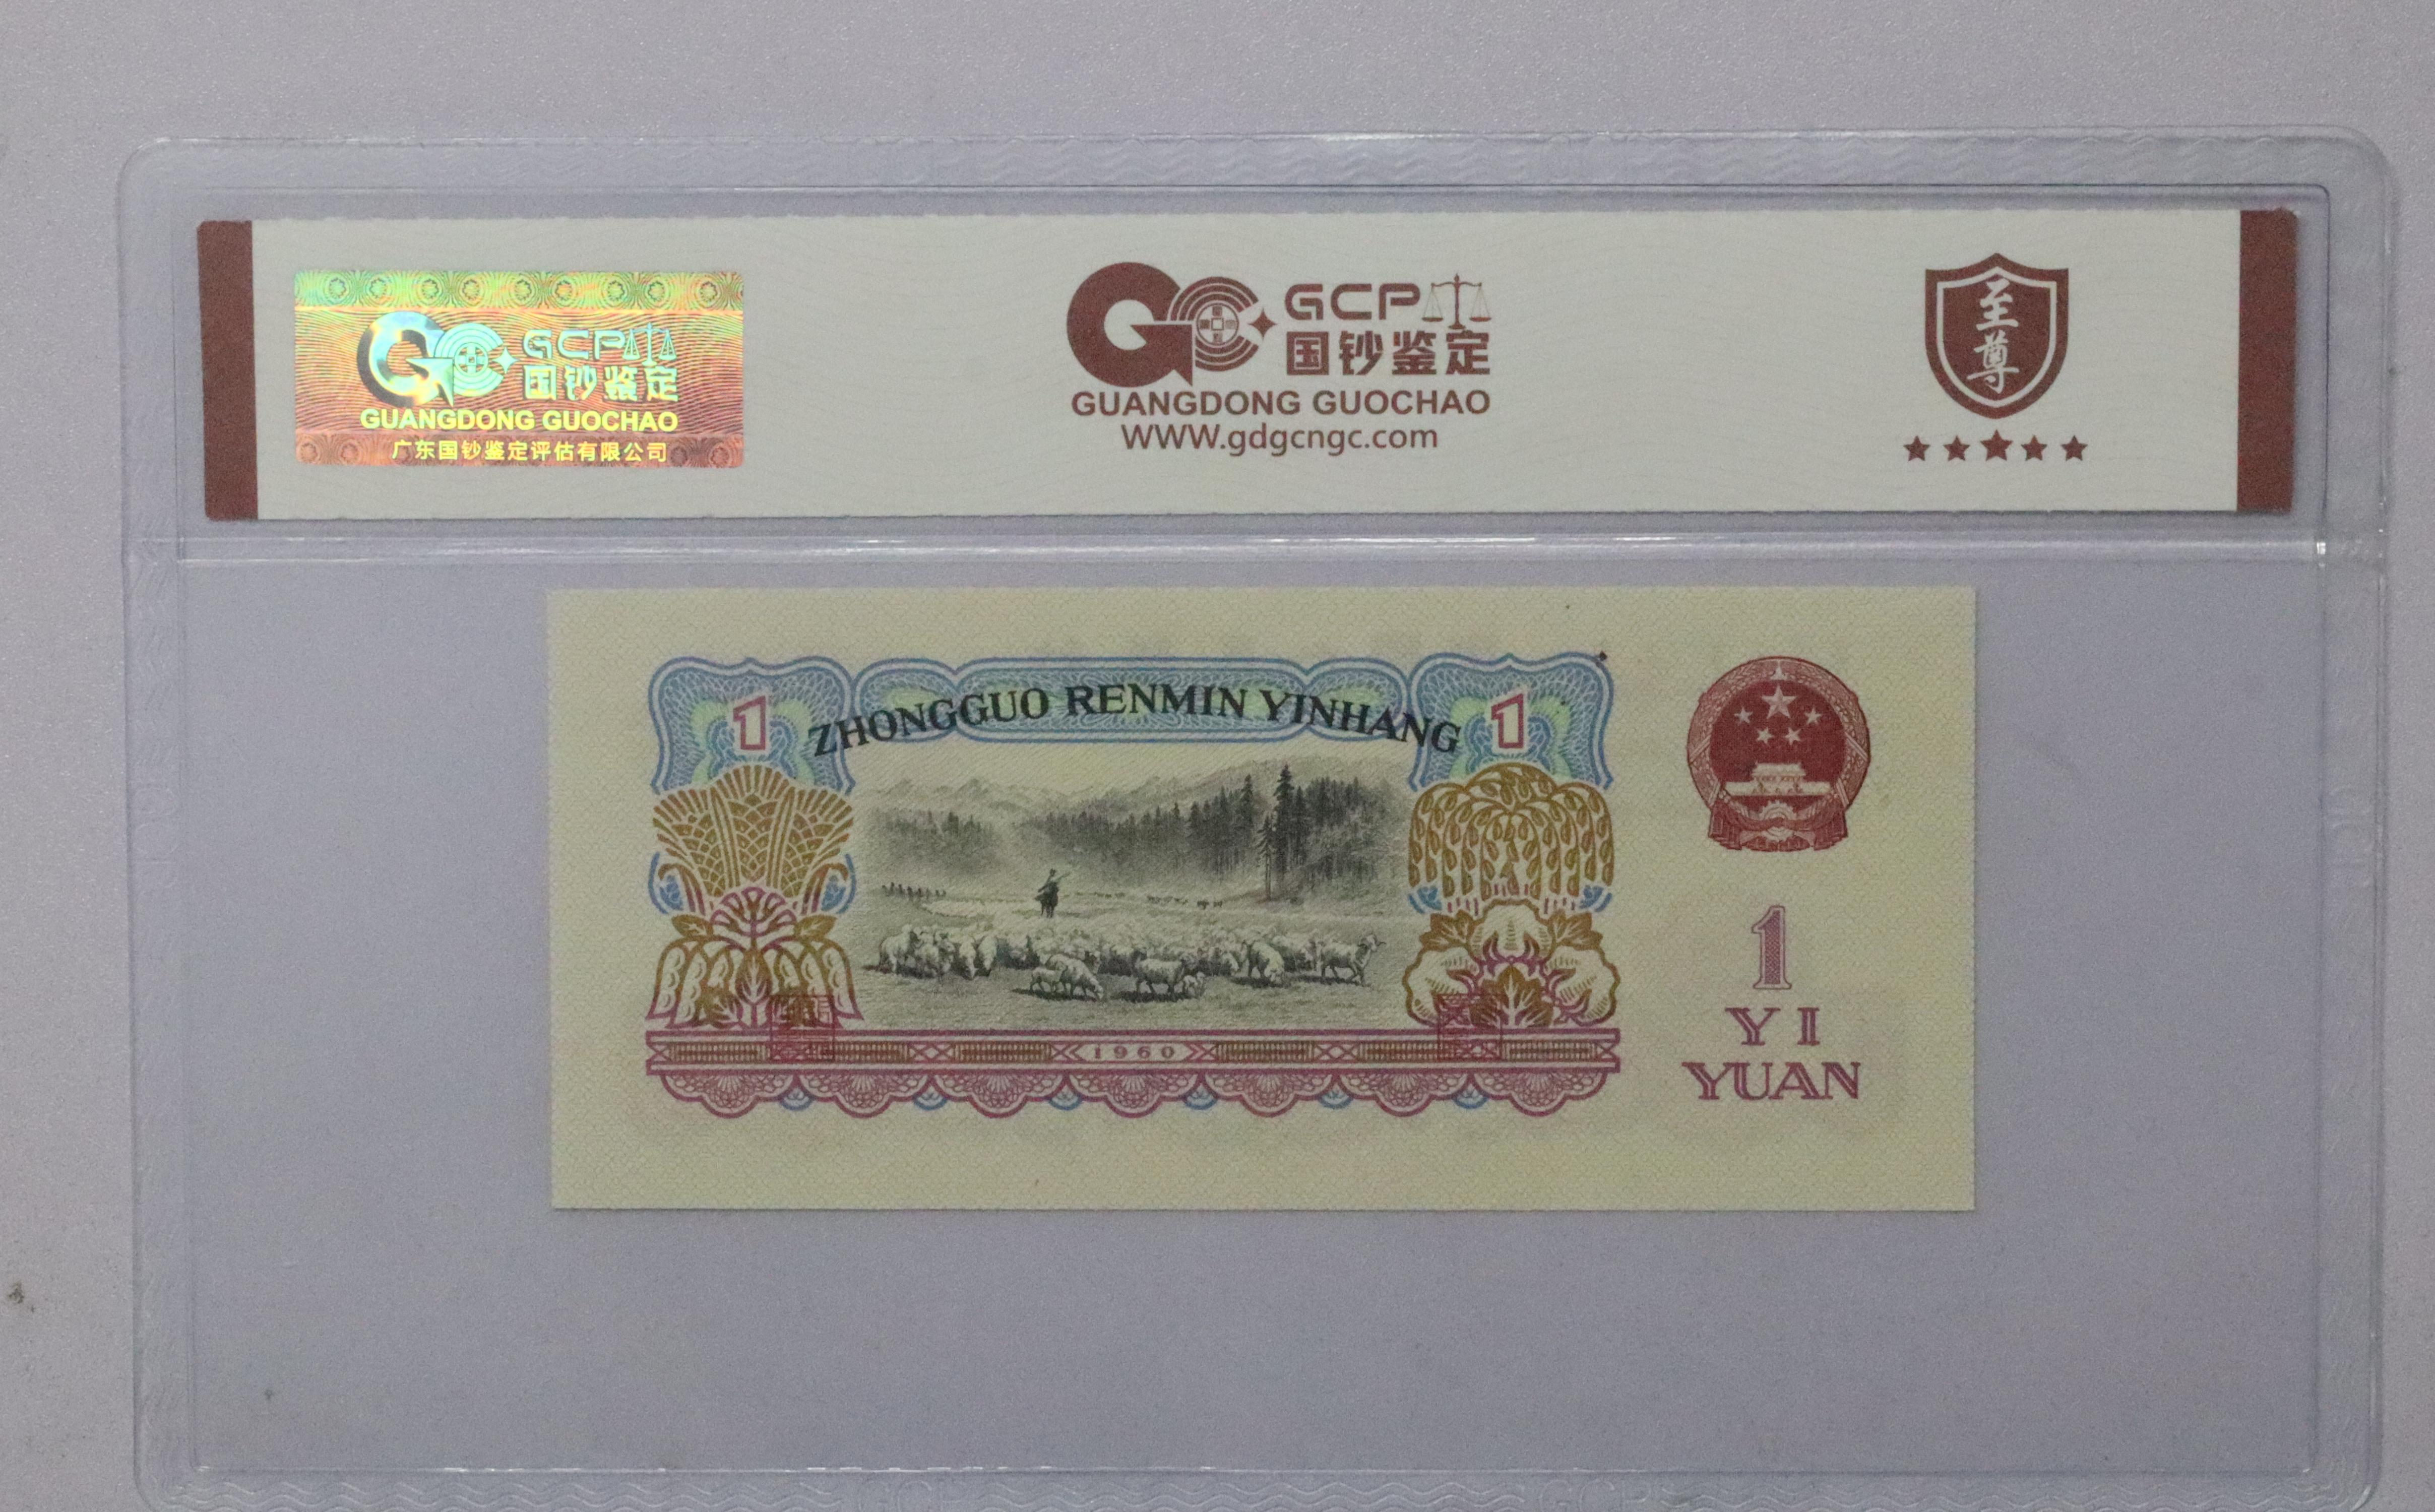 GCP
国钞鉴定
GUANGDONG GUOCHAO
广东国钞鉴定评估有限公司
GCP
国钞鉴定
GUANGDONG GUOCHAO
WWW.gdgcngc.com
至
尊
1 ZHONGGUO RENMIN YINHANG 1
1
YI
YUAN
1960